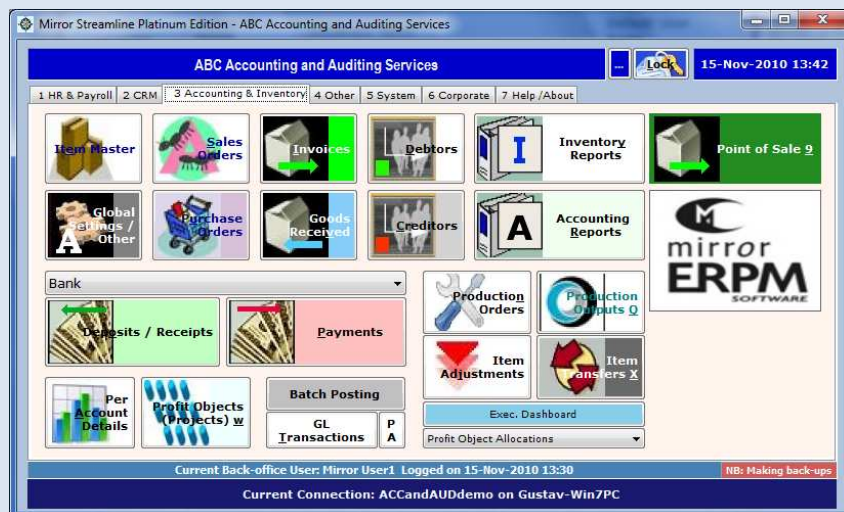 Mirror Streamline Platinum Edition - ABC Accounting and Auditing Services
ABC Accounting and Auditing Services
...
Lock
15-Nov-2010 13:42
1 HR & Payroll
2 CRM
3 Accounting & Inventory
4 Other
5 System
6 Corporate
7 Help /About
Item Master
Sales
Orders
Invoices
Debtors
Inventory
Reports
Point of Sale 9
Global
Settings /
Other
A
Purchase
Orders
Goods
Received
Creditors
Accounting
Reports
I
A
mirror
ERPM
SOFTWARE
Bank
Deposits / Receipts
Payments
Production
Orders
Production
Outputs Q
Item
Adjustments
Item
Transfers X
Per
Account
Details
Profit Objects
(Projects) w
Batch Posting
GL
Transactions
P
A
Exec. Dashboard
Profit Object Allocations
Current Back-office User: Mirror User1 Logged on 15-Nov-2010 13:30
NB: Making back-ups
Current Connection: ACCandAUDdemo on Gustav-Win7PC